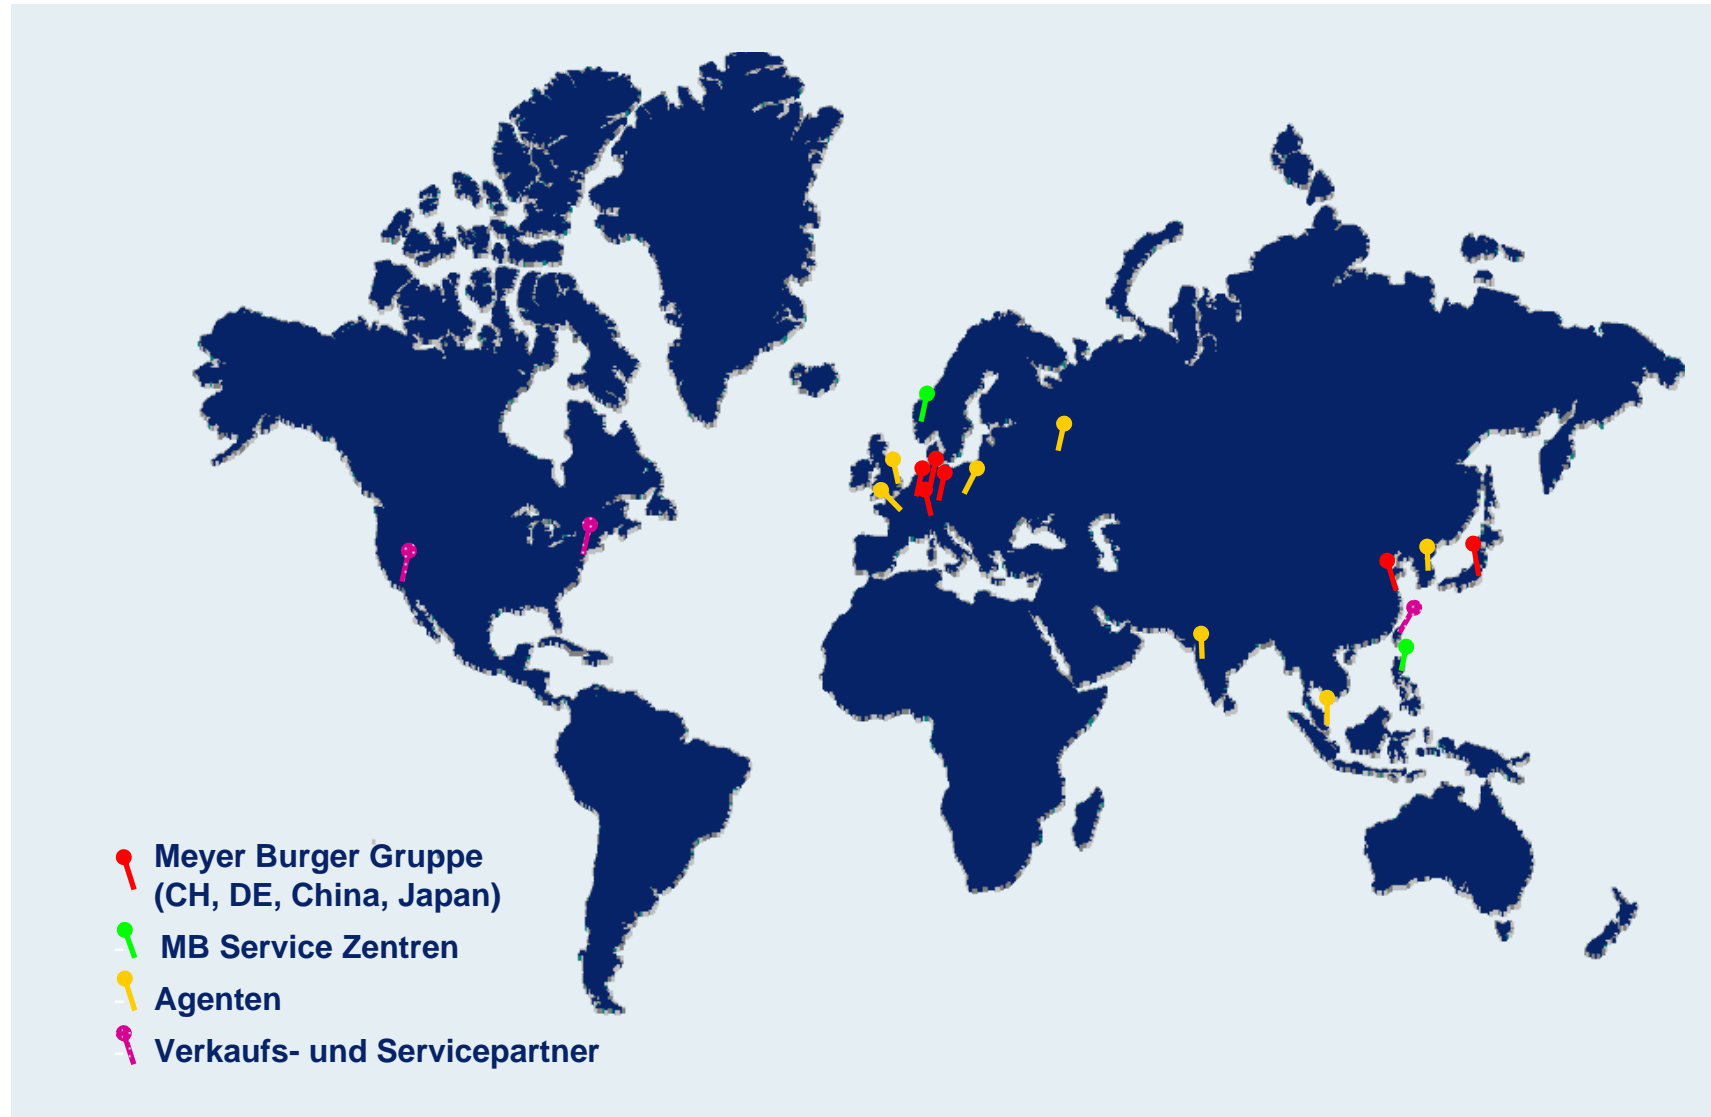 Meyer Burger Gruppe
(CH, DE, China, Japan)
MB Service Zentren
Agenten
Verkaufs- und Servicepartner